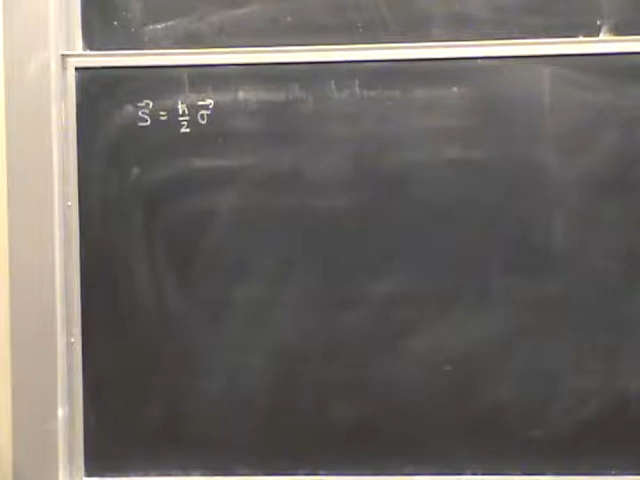 S⃗ = ħ/2 σ⃗